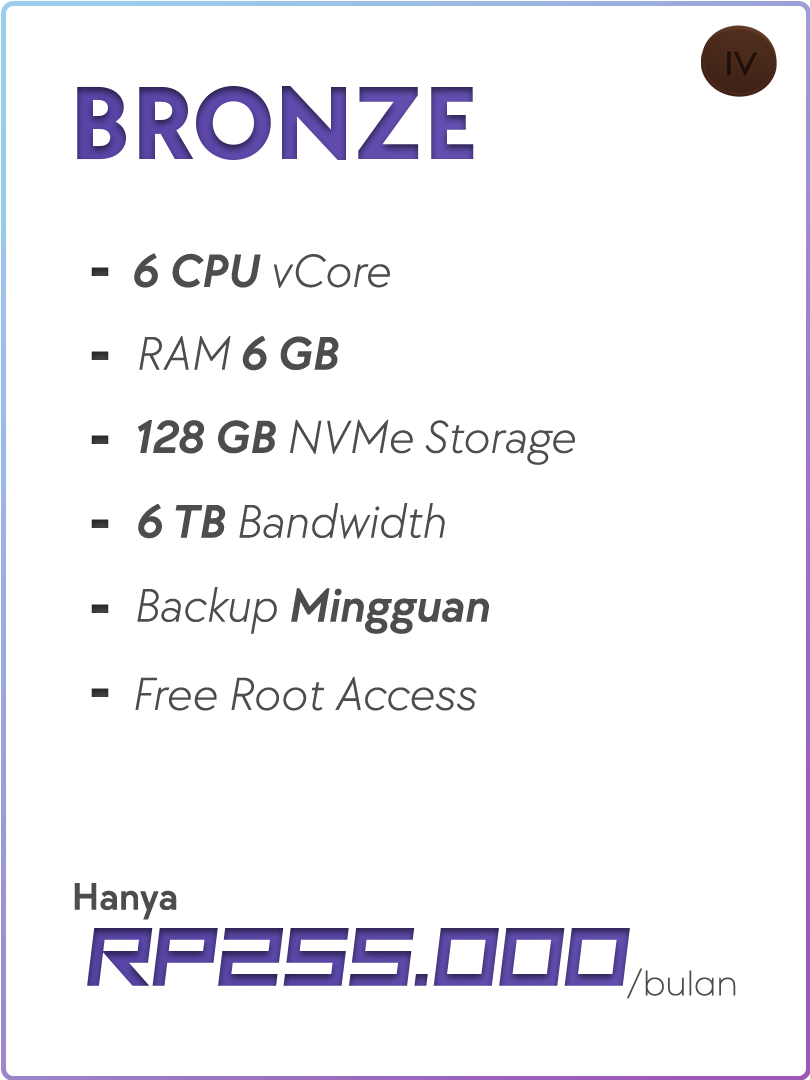 IV
BRONZE
- 6 CPU vCore
- RAM 6 GB
- 128 GB NVMe Storage
- 6 TB Bandwidth
- Backup Mingguan
- Free Root Access
Hanya
RP255.000/bulan